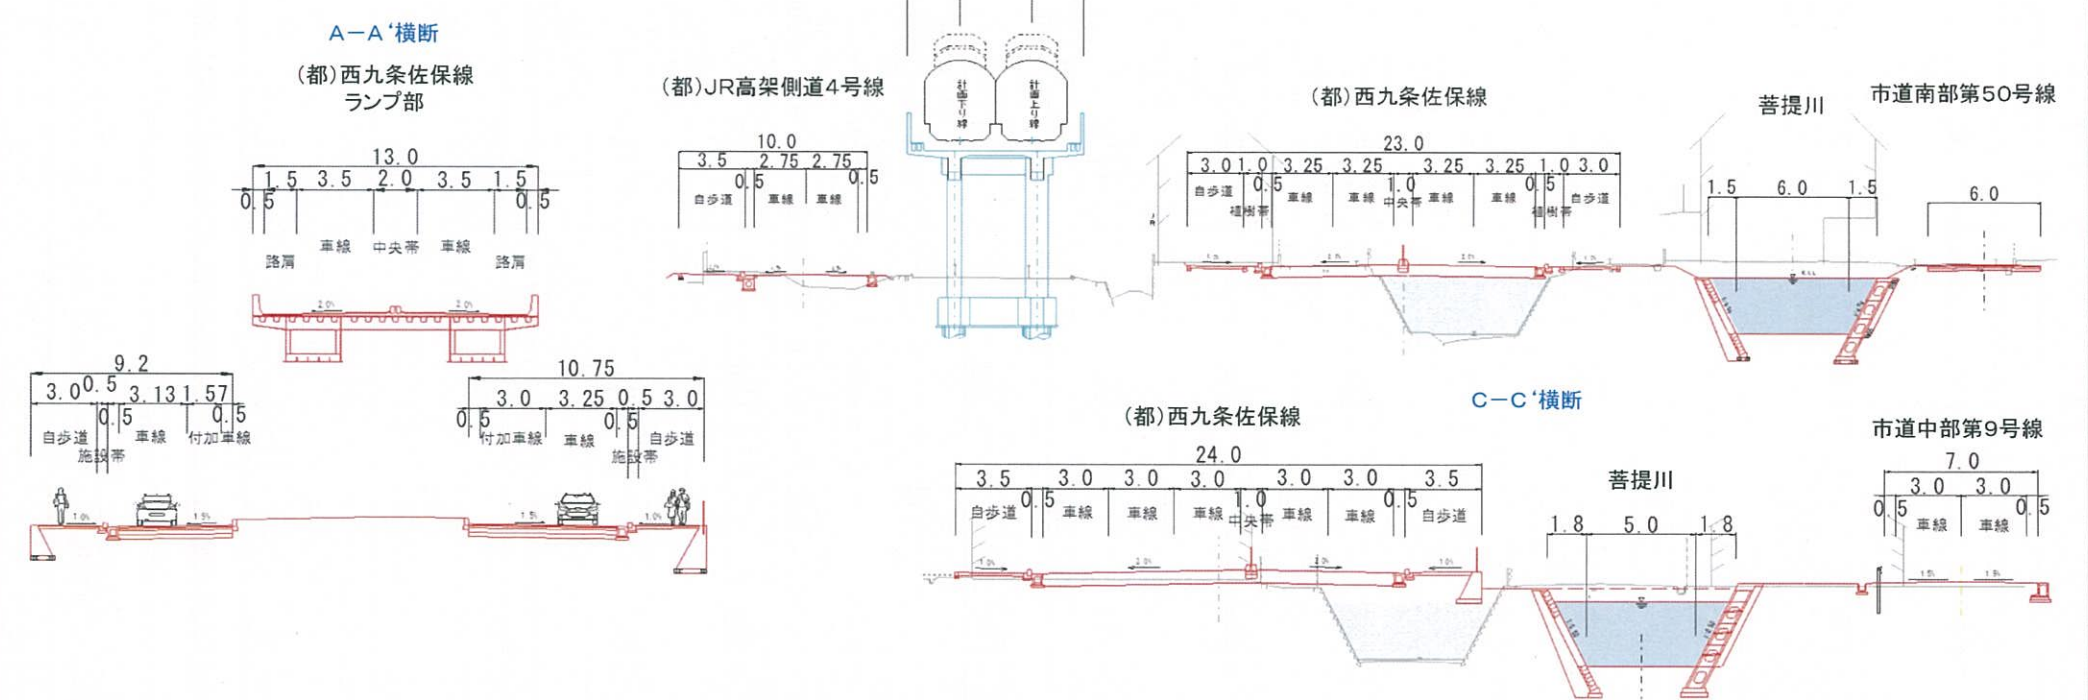 A－A‘横断
(都)西九条佐保線
ランプ部
13.0
1.5 3.5 2.0 3.5 1.5
0.5 0.5
路肩 車線 中央帯 車線 路肩
2.0% 2.0%
9.2
3.0 0.5 3.13 1.57
0.5 0.5
自歩道 車線 付加車線
施設帯
10.75
3.0 3.25 0.5 3.0
0.5 0.5
付加車線 車線 自歩道
施設帯
(都)JR高架側道4号線
10.0
3.5 2.75 2.75
0.5 0.5
自歩道 車線 車線
計画下り線
計画上り線
(都)西九条佐保線
23.0
3.0 1.0 3.25 3.25 3.25 3.25 1.0 3.0
0.5 1.0 0.5
自歩道 植樹帯 車線 車線 中央帯 車線 車線 植樹帯 自歩道
菩提川
1.5 6.0 1.5
市道南部第50号線
6.0
C－C‘横断
(都)西九条佐保線
24.0
3.5 3.0 3.0 3.0 3.0 3.0 3.5
0.5 1.0 0.5
自歩道 車線 車線 車線 中央帯 車線 車線 自歩道
菩提川
1.8 5.0 1.8
市道中部第9号線
7.0
3.0 3.0
0.5 0.5
車線 車線